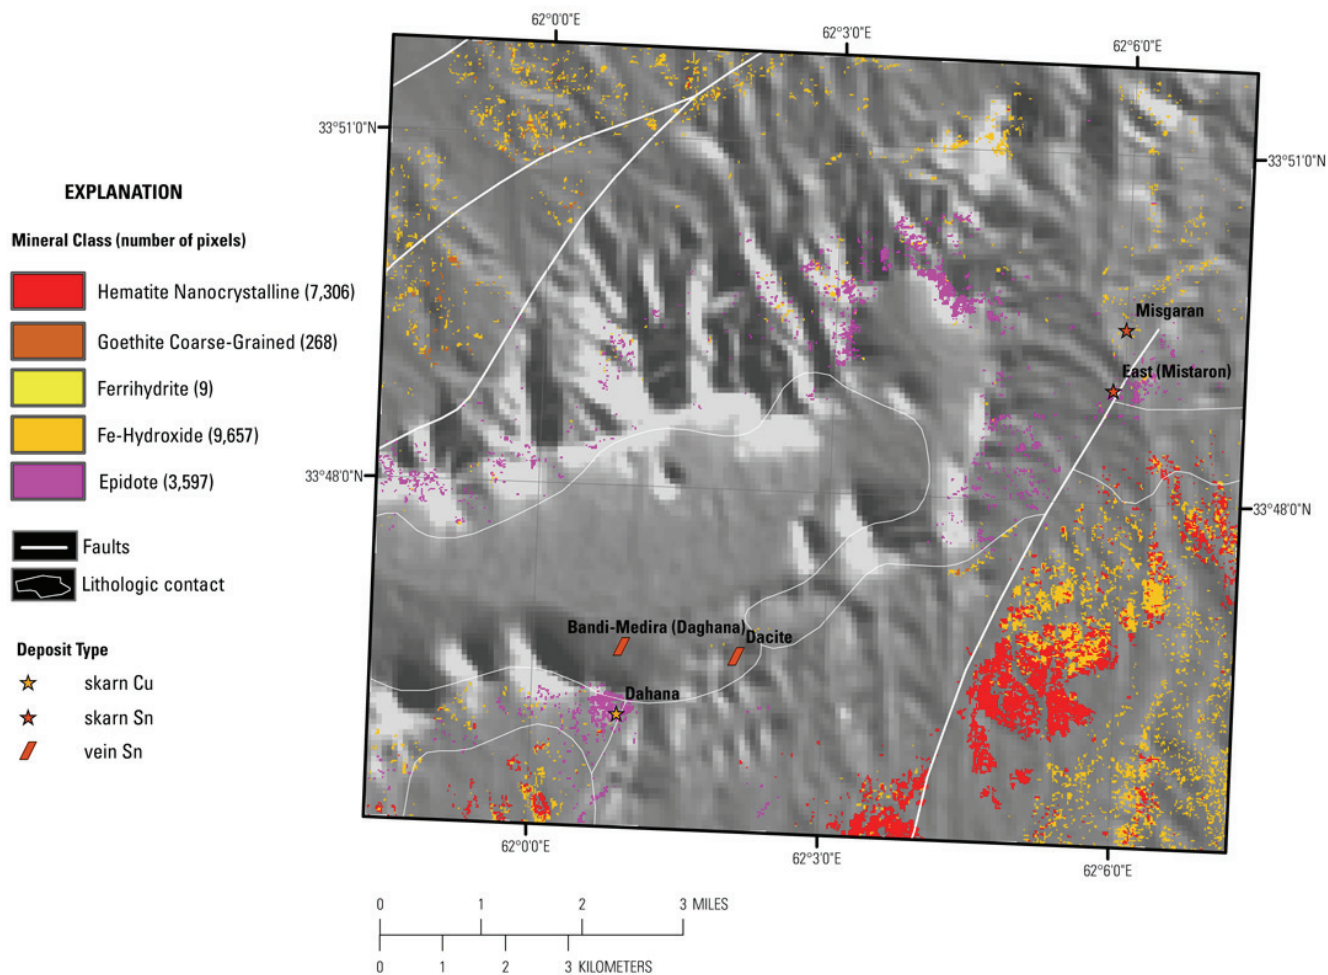 62°0'0"E
62°3'0"E
62°6'0"E
33°51'0"N
33°51'0"N
EXPLANATION
Mineral Class (number of pixels)
Hematite Nanocrystalline (7,306)
Goethite Coarse-Grained (268)
Ferrihydrite (9)
Fe-Hydroxide (9,657)
Epidote (3,597)
Faults
Lithologic contact
Deposit Type
skarn Cu
skarn Sn
vein Sn
Misgaran
East (Mistaron)
33°48'0"N
33°48'0"N
Bandi-Medira (Daghana)
Dacite
Dahana
62°0'0"E
62°3'0"E
62°6'0"E
0 1 2 3 MILES
0 1 2 3 KILOMETERS